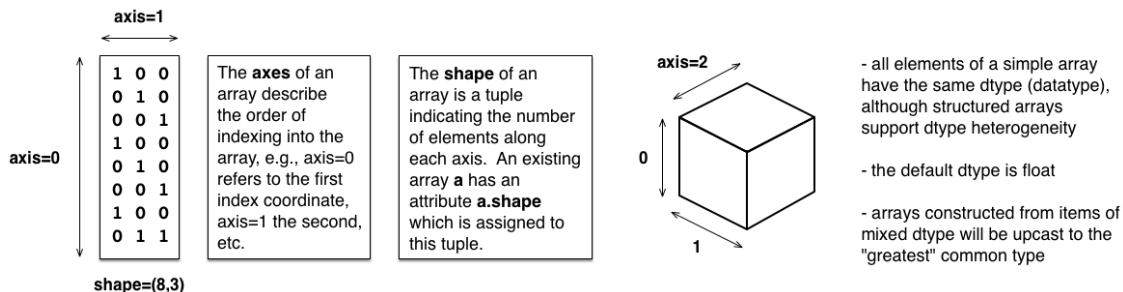 axis=1
axis=0
1 0 0
0 1 0
0 0 1
1 0 0
0 1 0
0 0 1
1 0 0
0 1 1
shape=(8,3)
The axes of an
array describe
the order of
indexing into the
array, e.g., axis=0
refers to the first
index coordinate,
axis=1 the second,
etc.
The shape of an
array is a tuple
indicating the number
of elements along
each axis. An existing
array a has an
attribute a.shape
which is assigned to
this tuple.
axis=2
0
1
- all elements of a simple array
have the same dtype (datatype),
although structured arrays
support dtype heterogeneity
- the default dtype is float
- arrays constructed from items of
mixed dtype will be upcast to the
"greatest" common type